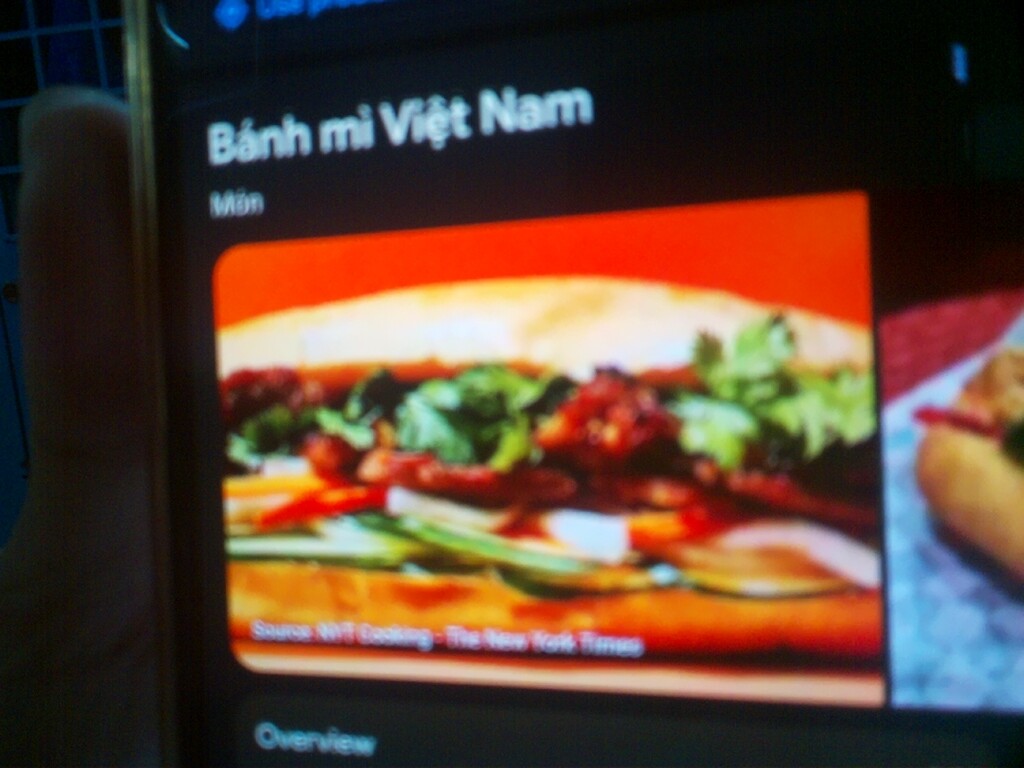 Bánh mì Việt Nam
Món
Source: NYT Cooking - The New York Times
Overview